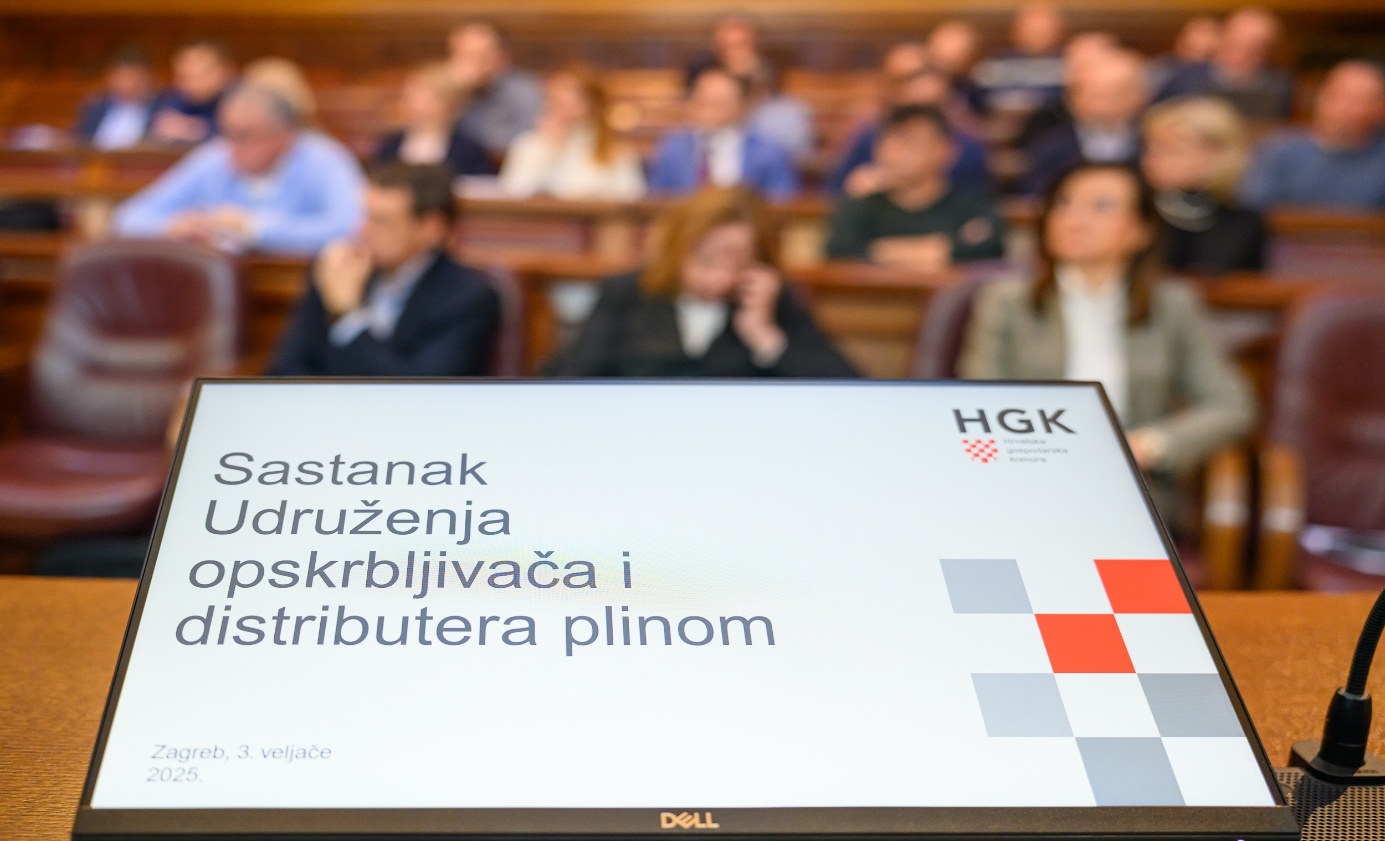 HGK
Hrvatska
gospodarska
komora
Sastanak
Udruženja
opskrbljivača i
distributera plinom
Zagreb, 3. veljače
2025.
DELL